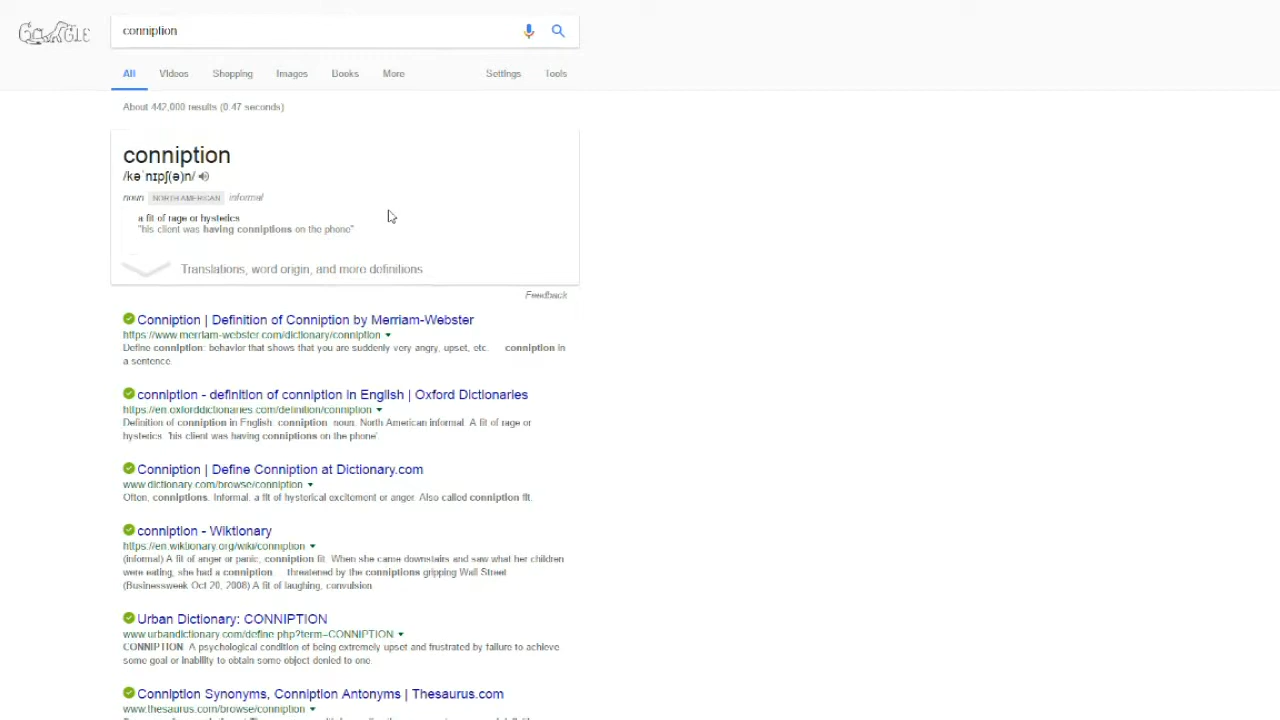 Google
conniption
All Videos Shopping Images Books More Settings Tools
About 442,000 results (0.47 seconds)
conniption
/kəˈnɪpʃ(ə)n/
noun NORTH AMERICAN informal
a fit of rage or hysterics
"his client was having conniptions on the phone"
Translations, word origin, and more definitions
Feedback
Conniption | Definition of Conniption by Merriam-Webster
https://www.merriam-webster.com/dictionary/conniption
Define conniption: behavior that shows that you are suddenly very angry, upset, etc. conniption in
a sentence.
conniption - definition of conniption in English | Oxford Dictionaries
https://en.oxforddictionaries.com/definition/conniption
Definition of conniption in English conniption noun. North American informal. A fit of rage or
hysterics. 'his client was having conniptions on the phone'.
Conniption | Define Conniption at Dictionary.com
www.dictionary.com/browse/conniption
Often, conniptions. Informal. a fit of hysterical excitement or anger. Also called conniption fit.
conniption - Wiktionary
https://en.wiktionary.org/wiki/conniption
(informal) A fit of anger or panic, conniption fit. When she came downstairs and saw what her children
were eating, she had a conniption threatened by the conniptions gripping Wall Street
(Businessweek Oct 20, 2008) A fit of laughing, convulsion.
Urban Dictionary: CONNIPTION
www.urbandictionary.com/define.php?term=CONNIPTION
CONNIPTION. A psychological condition of being extremely upset and frustrated by failure to achieve
some goal or inability to obtain some object denied to one.
Conniption Synonyms, Conniption Antonyms | Thesaurus.com
www.thesaurus.com/browse/conniption